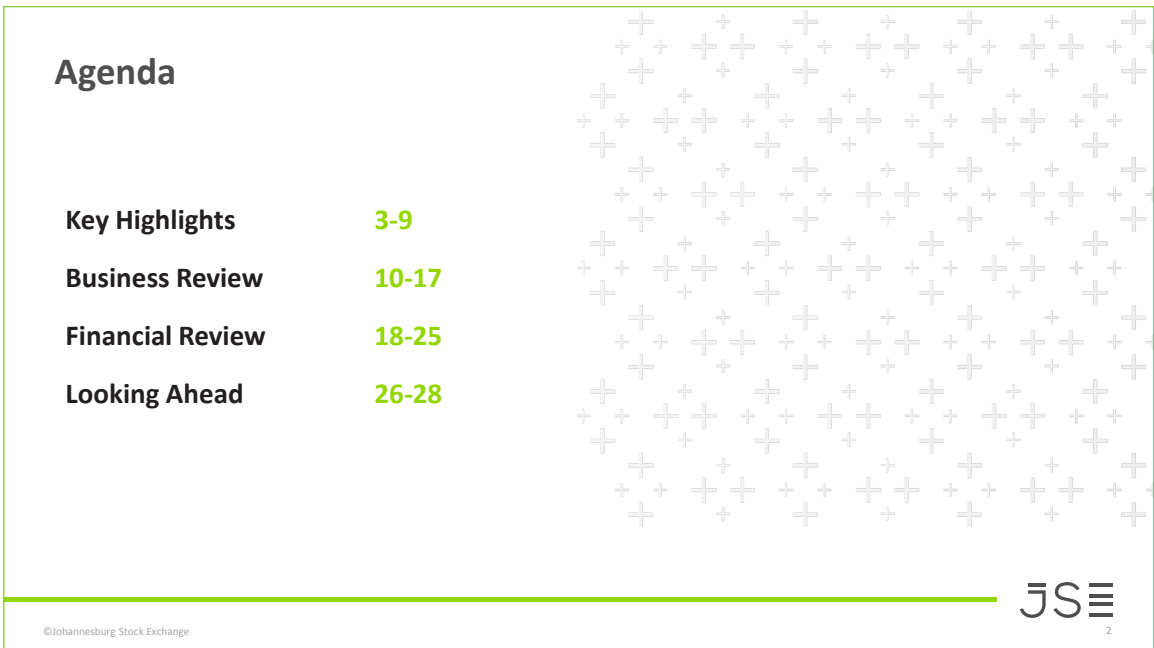 Agenda
Key Highlights 3-9
Business Review 10-17
Financial Review 18-25
Looking Ahead 26-28
JSE
©Johannesburg Stock Exchange 2